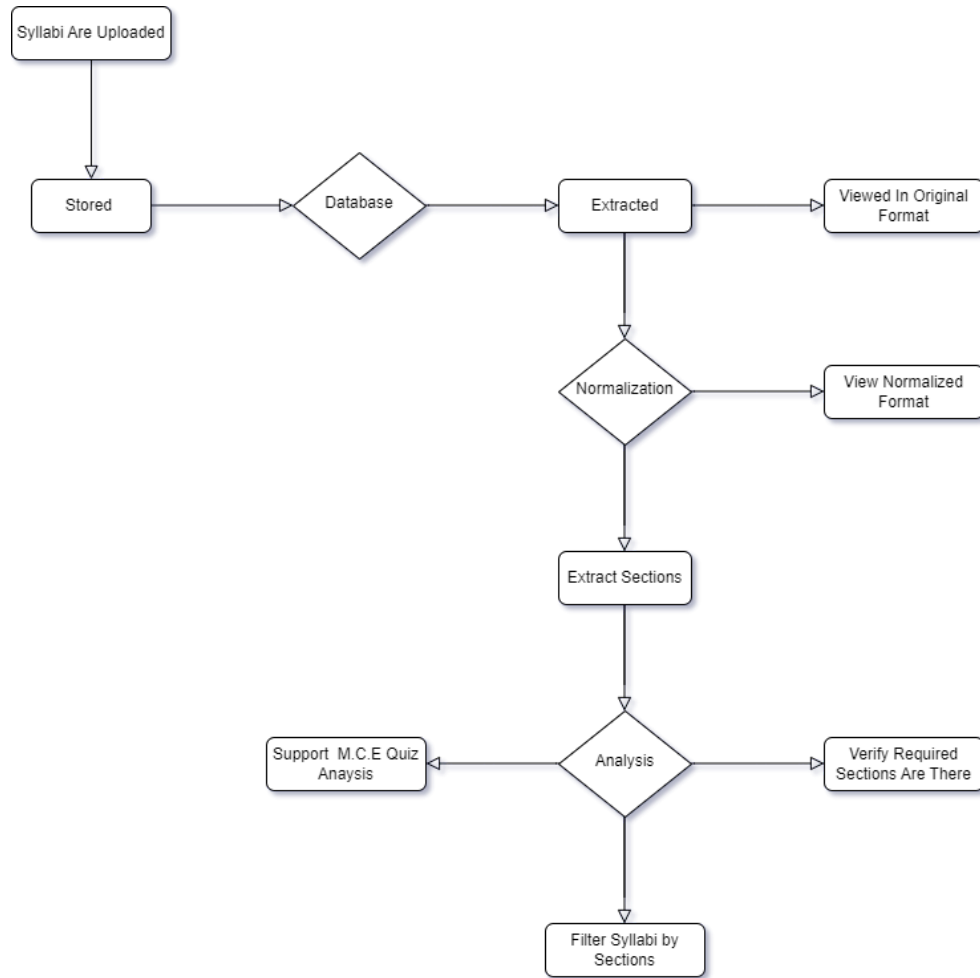 Syllabi Are Uploaded
Stored
Database
Extracted
Viewed In Original
Format
Normalization
View Normalized
Format
Extract Sections
Support M.C.E Quiz
Anaysis
Analysis
Verify Required
Sections Are There
Filter Syllabi by
Sections